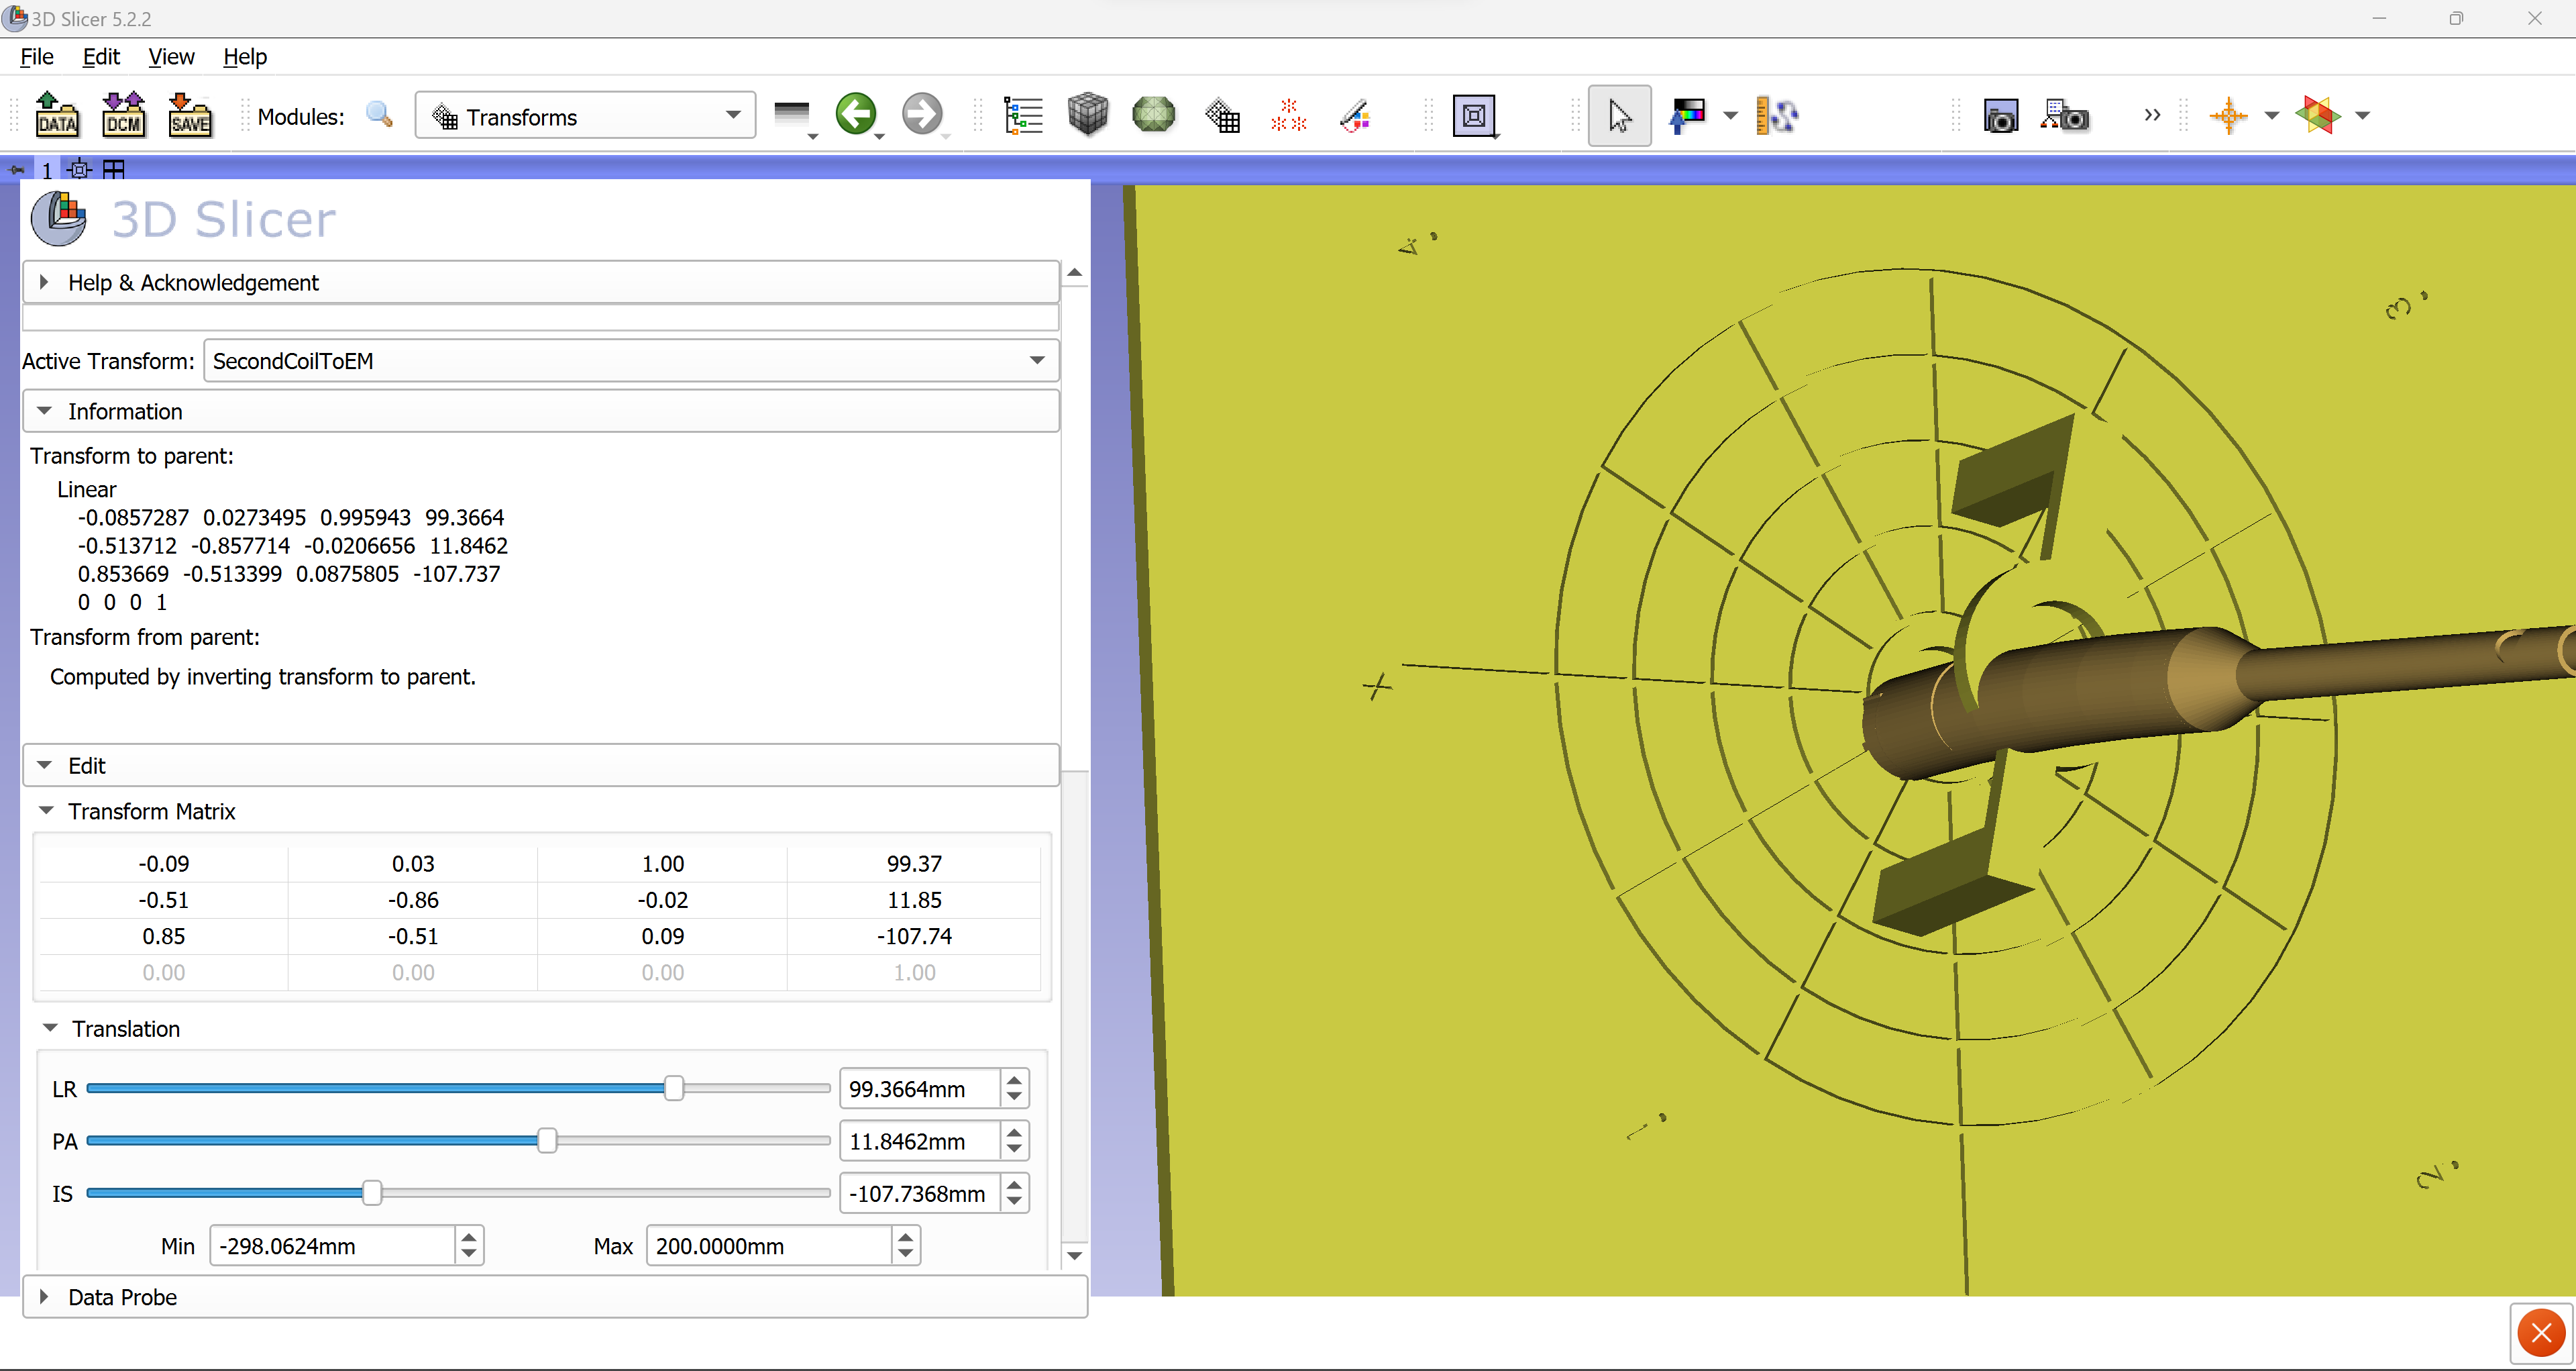 3D Slicer 5.2.2
File Edit View Help
DATA DCM SAVE Modules: Transforms
1
3D Slicer
Help & Acknowledgement
Active Transform: SecondCoilToEM
Information
Transform to parent:
Linear
-0.0857287 0.0273495 0.995943 99.3664
-0.513712 -0.857714 -0.0206656 11.8462
0.853669 -0.513399 0.0875805 -107.737
0 0 0 1
Transform from parent:
Computed by inverting transform to parent.
Edit
Transform Matrix
-0.09 0.03 1.00 99.37
-0.51 -0.86 -0.02 11.85
0.85 -0.51 0.09 -107.74
0.00 0.00 0.00 1.00
Translation
LR 99.3664mm
PA 11.8462mm
IS -107.7368mm
Min -298.0624mm Max 200.0000mm
Data Probe
4.
3.
X
1.
2.